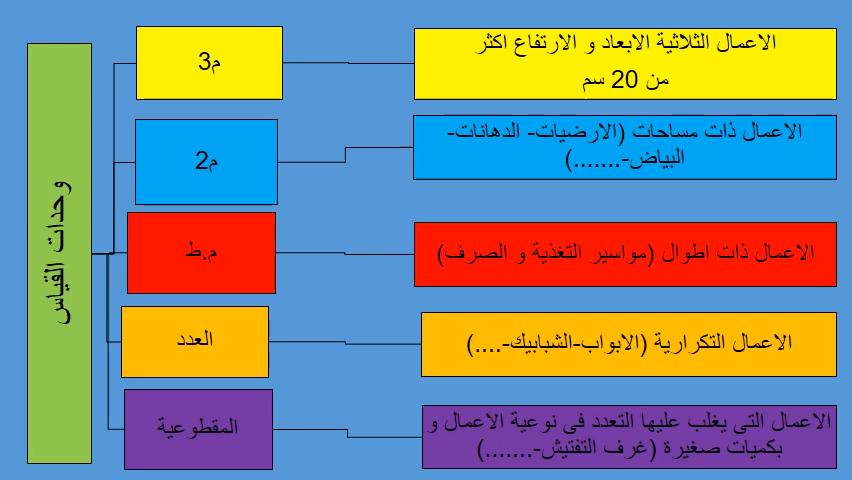 وحدات القياس
م3
الاعمال الثلاثية الابعاد و الارتفاع اكثر
من 20 سم
م2
الاعمال ذات مساحات (الارضيات- الدهانات-
البياض-.......)
م.ط
الاعمال ذات اطوال (مواسير التغذية و الصرف)
العدد
الاعمال التكرارية (الابواب-الشبابيك-....)
المقطوعية
الاعمال التى يغلب عليها التعدد فى نوعية الاعمال و
بكميات صغيرة (غرف التفتيش-.......)